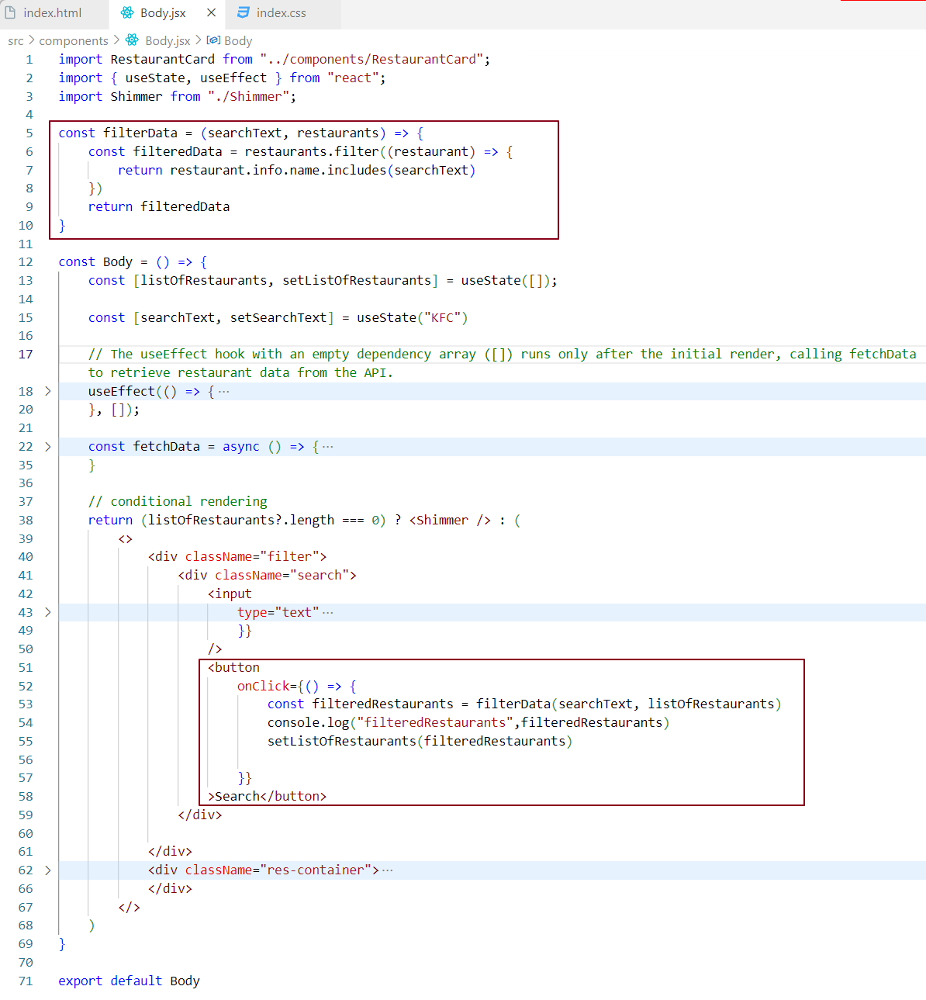 index.html Body.jsx index.css
src > components > Body.jsx > Body
1 import RestaurantCard from "../components/RestaurantCard";
2 import { useState, useEffect } from "react";
3 import Shimmer from "./Shimmer";
4
5 const filterData = (searchText, restaurants) => {
6 const filteredData = restaurants.filter((restaurant) => {
7 return restaurant.info.name.includes(searchText)
8 })
9 return filteredData
10 }
11
12 const Body = () => {
13 const [listOfRestaurants, setListOfRestaurants] = useState([]);
14
15 const [searchText, setSearchText] = useState("KFC")
16
17 // The useEffect hook with an empty dependency array ([]) runs only after the initial render, calling fetchData
to retrieve restaurant data from the API.
18 > useEffect(() => { ···
20 }, []);
21
22 > const fetchData = async () => { ···
35 }
36
37 // conditional rendering
38 return (listOfRestaurants?.length === 0) ? <Shimmer /> : (
39 <>
40 <div className="filter">
41 <div className="search">
42 <input
43 > type="text" ···
49 }}
50 />
51 <button
52 onClick={() => {
53 const filteredRestaurants = filterData(searchText, listOfRestaurants)
54 console.log("filteredRestaurants",filteredRestaurants)
55 setListOfRestaurants(filteredRestaurants)
56
57 }}
58 >Search</button>
59 </div>
60
61 </div>
62 > <div className="res-container"> ···
66 </div>
67 </>
68 )
69 }
70
71 export default Body